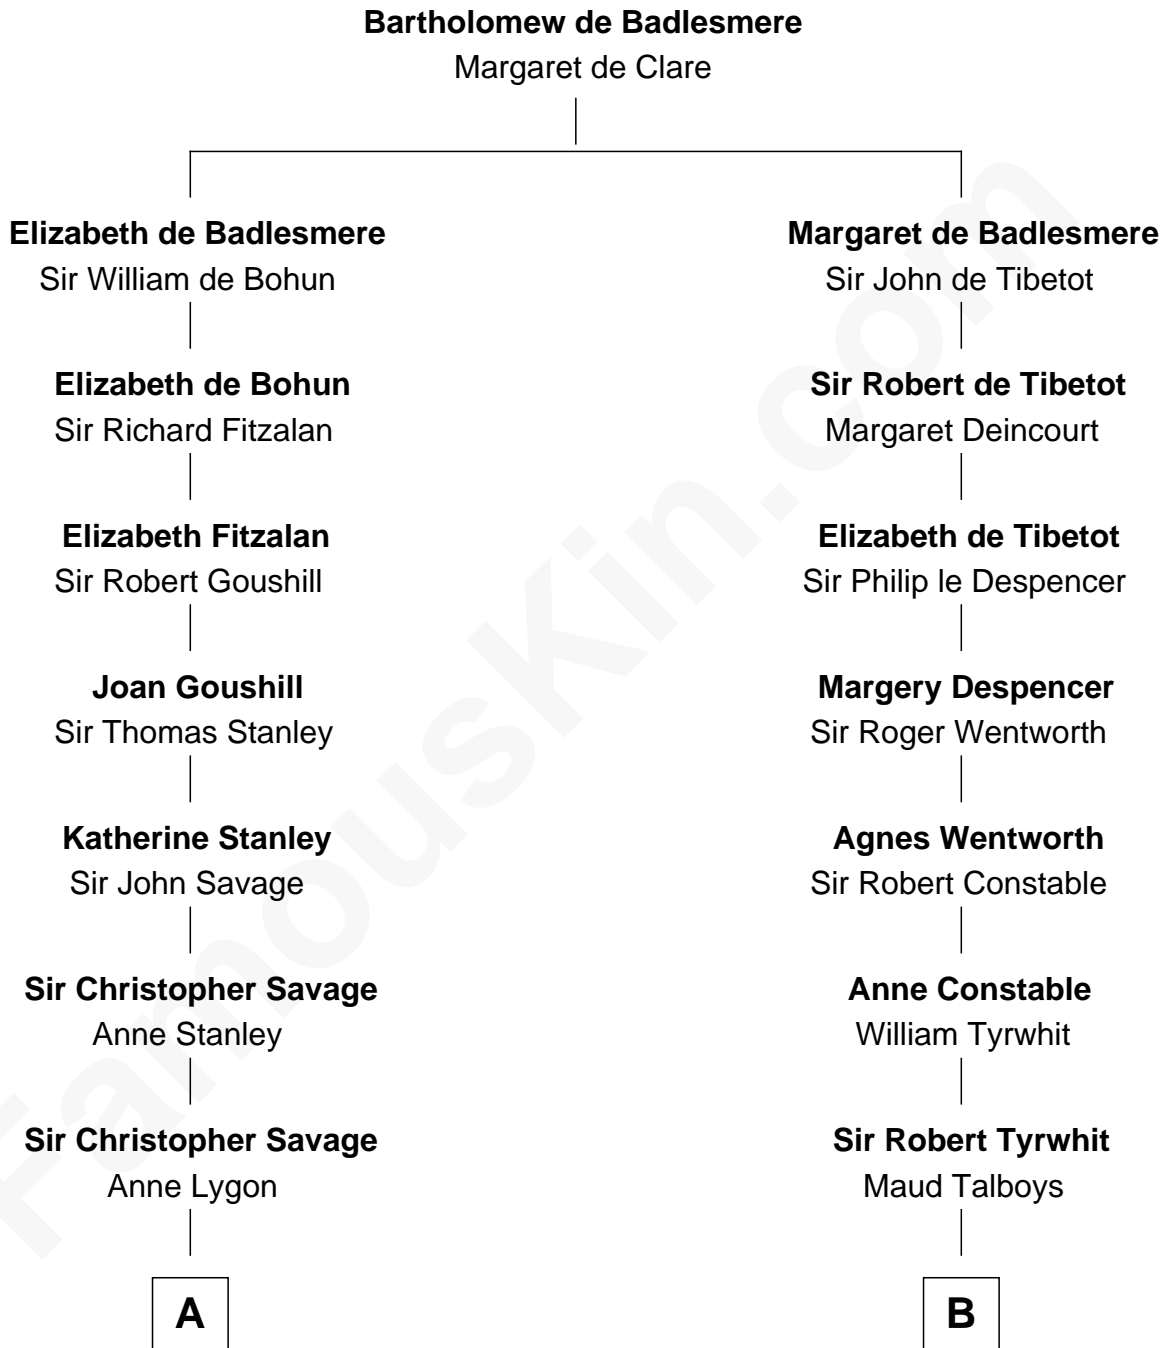 Bartholomew de Badlesmere
Margaret de Clare
Elizabeth de Badlesmere
Sir William de Bohun
Margaret de Badlesmere
Sir John de Tibetot
Elizabeth de Bohun
Sir Richard Fitzalan
Sir Robert de Tibetot
Margaret Deincourt
Elizabeth Fitzalan
Sir Robert Goushill
Elizabeth de Tibetot
Sir Philip le Despencer
Joan Goushill
Sir Thomas Stanley
Margery Despencer
Sir Roger Wentworth
Katherine Stanley
Sir John Savage
Agnes Wentworth
Sir Robert Constable
Sir Christopher Savage
Anne Stanley
Anne Constable
William Tyrwhit
Sir Christopher Savage
Anne Lygon
Sir Robert Tyrwhit
Maud Talboys
A
B
FamousKin.com